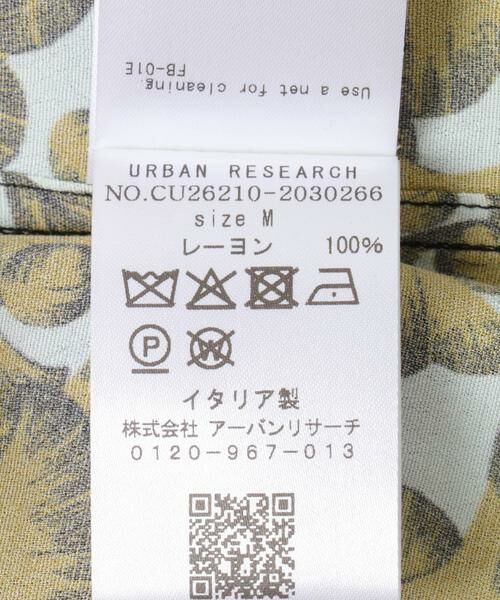 Use a net for cleaning.
FB-01E
URBAN RESEARCH
NO.CU26210-2030266
size M
レーヨン 100%
P W
イタリア製
株式会社 アーバンリサーチ
0120-967-013